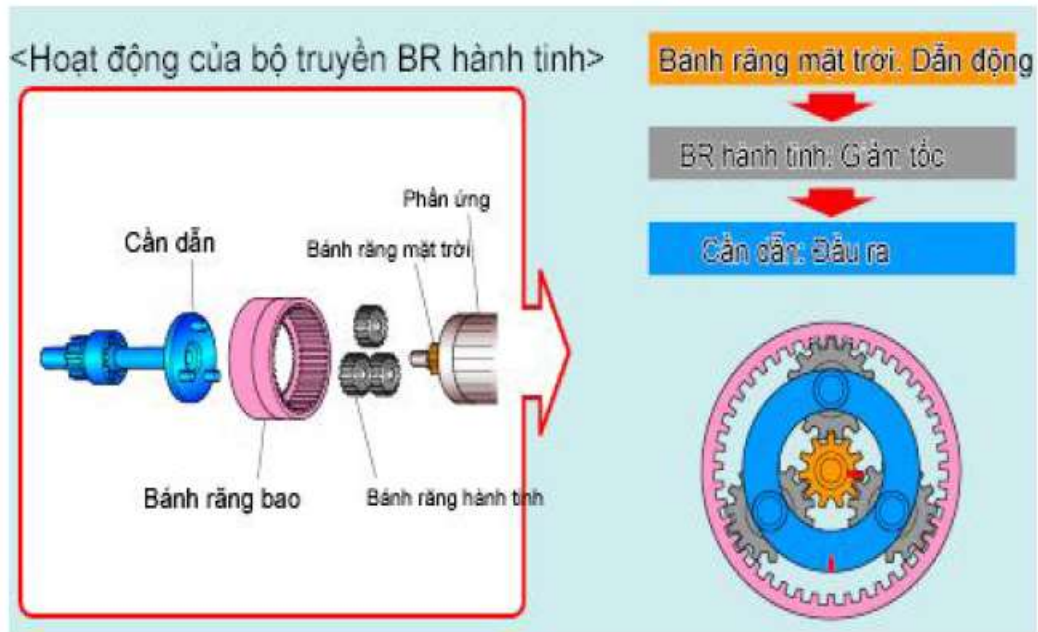 <Hoạt động của bộ truyền BR hành tinh>
Bánh răng mặt trời: Dẫn động
BR hành tinh: Giảm tốc
Cần dẫn: Đầu ra
Phần ứng
Cần dẫn
Bánh răng mặt trời
Bánh răng bao
Bánh răng hành tinh